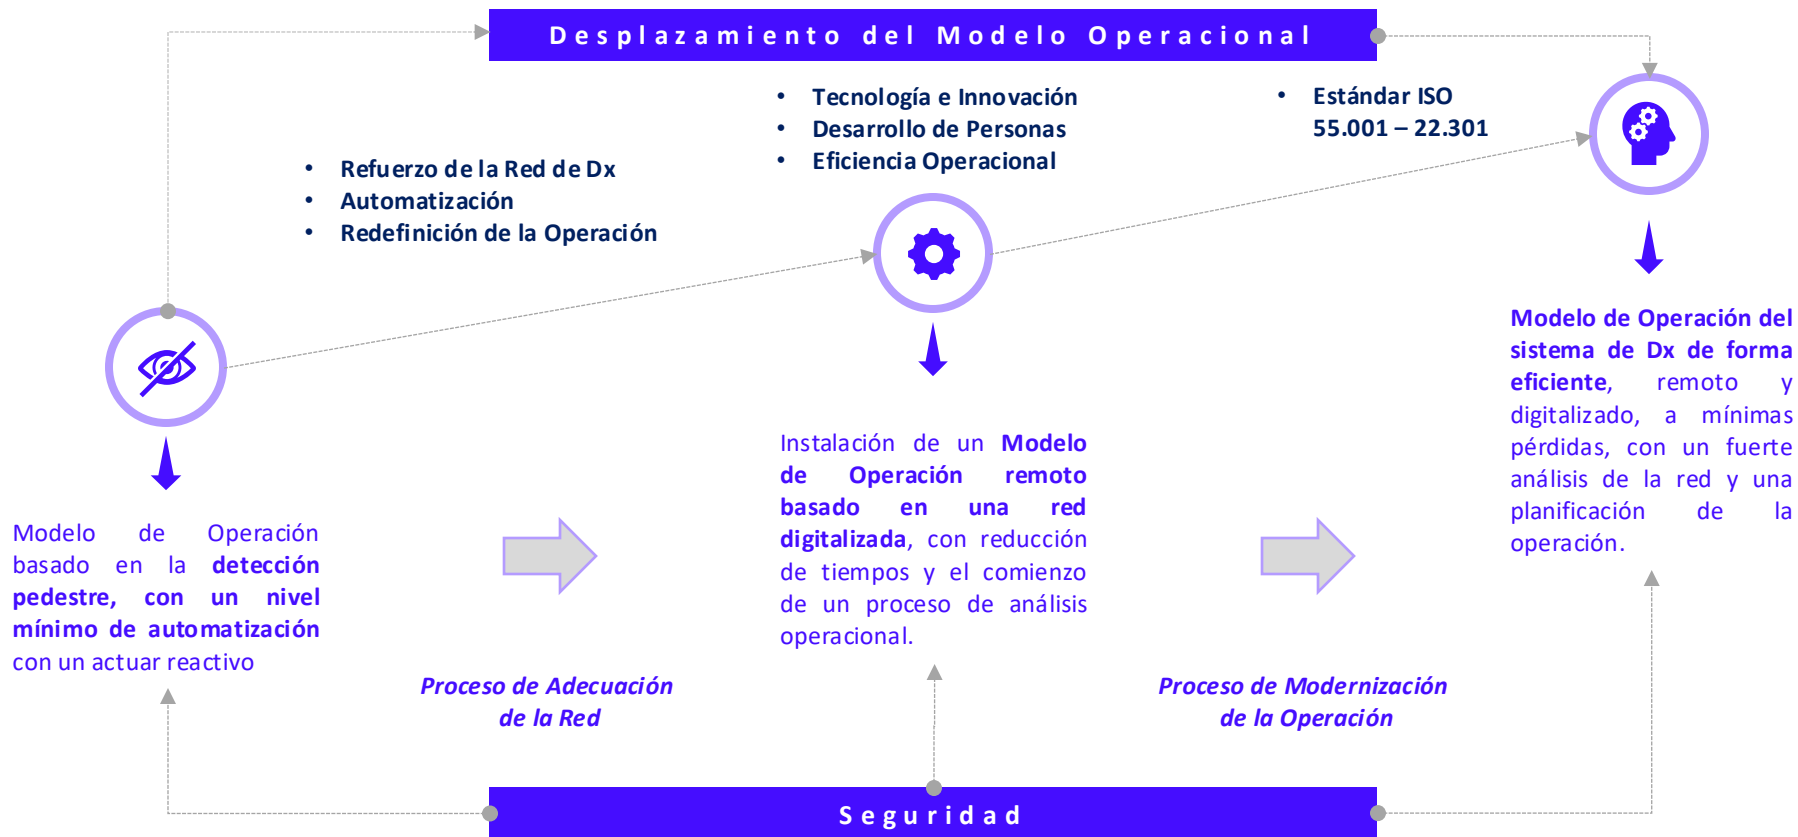 Desplazamiento del Modelo Operacional
• Tecnología e Innovación
• Desarrollo de Personas
• Eficiencia Operacional
• Estándar ISO
55.001 – 22.301
• Refuerzo de la Red de Dx
• Automatización
• Redefinición de la Operación
Modelo de Operación
basado en la detección
pedestre, con un nivel
mínimo de automatización
con un actuar reactivo
Proceso de Adecuación
de la Red
Instalación de un Modelo
de Operación remoto
basado en una red
digitalizada, con reducción
de tiempos y el comienzo
de un proceso de análisis
operacional.
Proceso de Modernización
de la Operación
Modelo de Operación del
sistema de Dx de forma
eficiente, remoto y
digitalizado, a mínimas
pérdidas, con un fuerte
análisis de la red y una
planificación de la
operación.
Seguridad